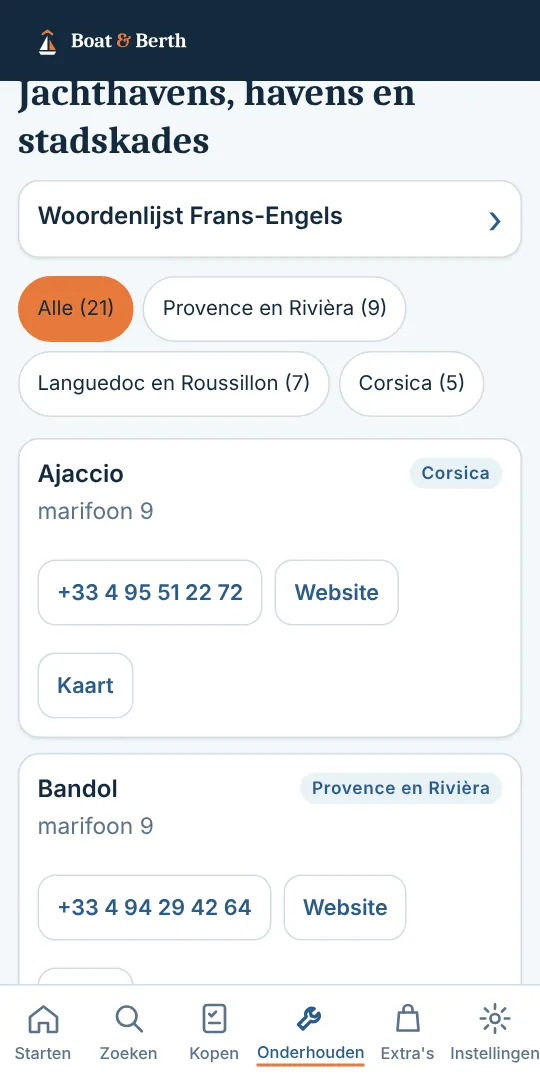 Boat & Berth
Jachthavens, havens en
stadskades
Woordenlijst Frans-Engels
Alle (21)
Provence en Rivièra (9)
Languedoc en Roussillon (7)
Corsica (5)
Ajaccio
Corsica
marifoon 9
+33 4 95 51 22 72
Website
Kaart
Bandol
Provence en Rivièra
marifoon 9
+33 4 94 29 42 64
Website
Starten
Zoeken
Kopen
Onderhouden
Extra's
Instellingen